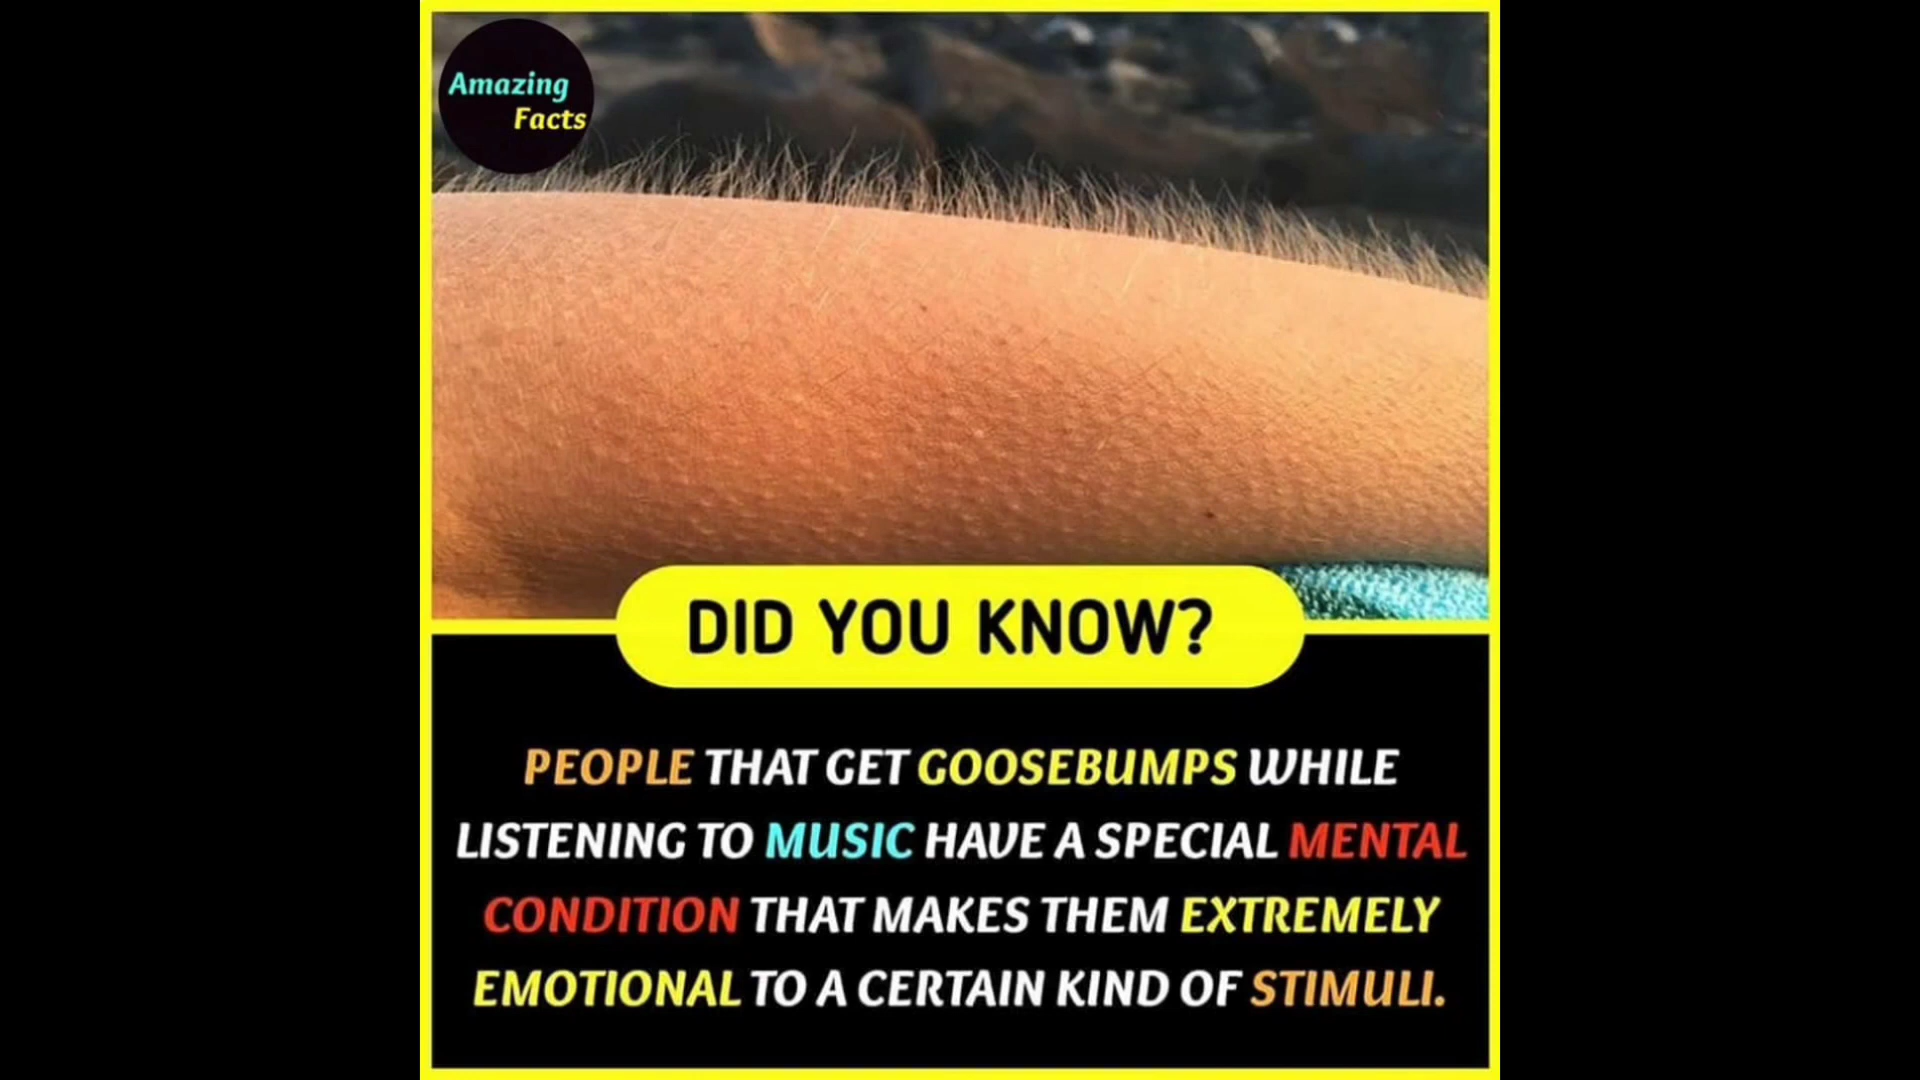 Amazing
Facts
DID YOU KNOW?
PEOPLE THAT GET GOOSEBUMPS WHILE
LISTENING TO MUSIC HAVE A SPECIAL MENTAL
CONDITION THAT MAKES THEM EXTREMELY
EMOTIONAL TO A CERTAIN KIND OF STIMULI.